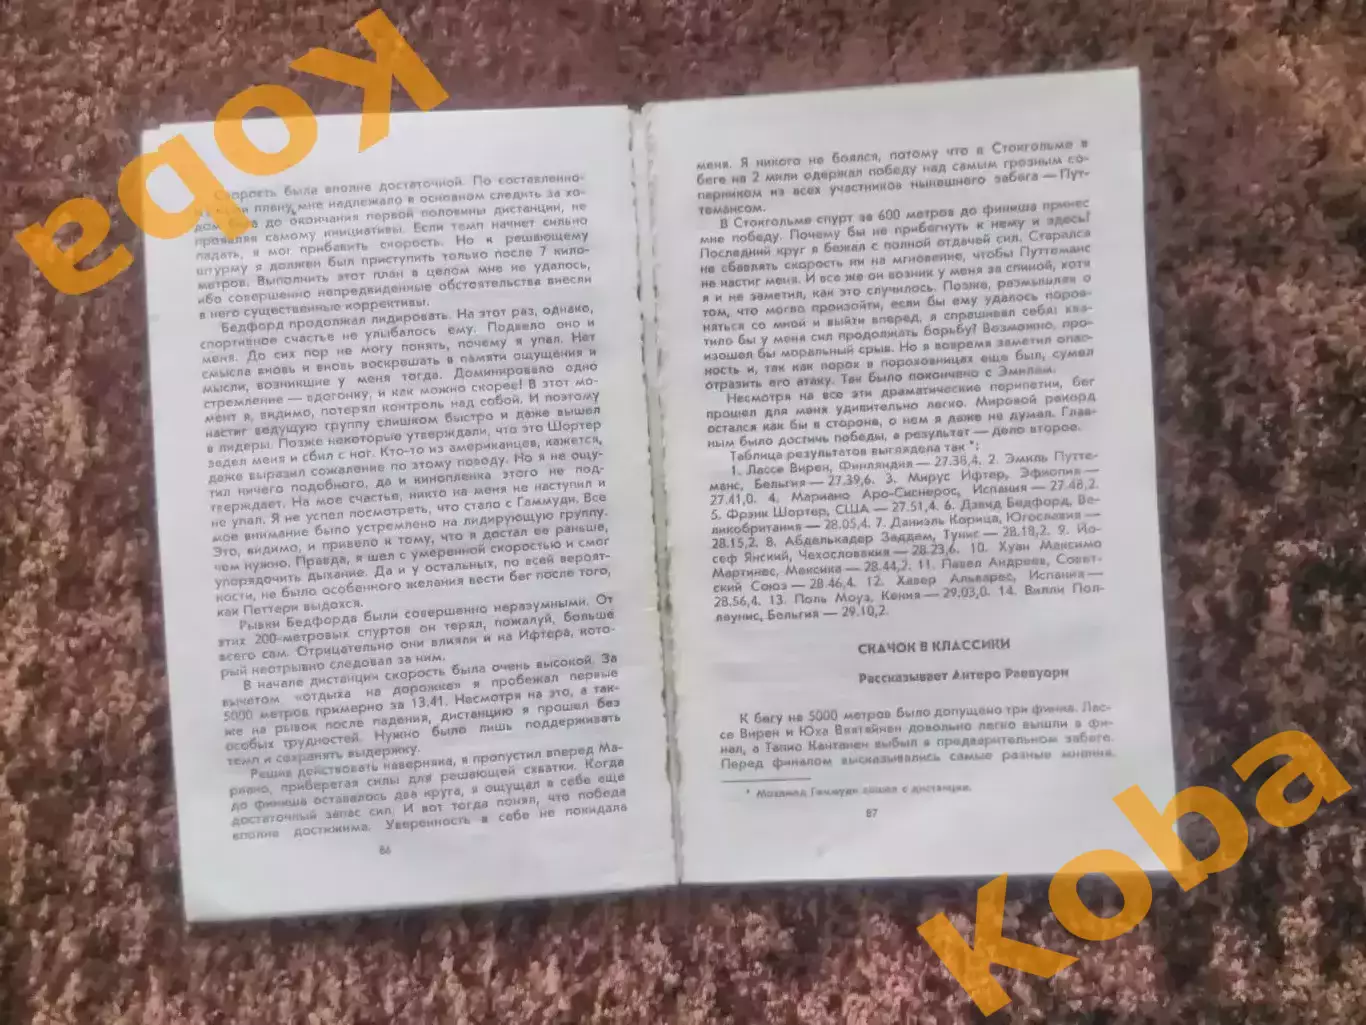 Коба
Скорость была вполне достаточной. По составленно-
плану, мне надлежало в основном следить за хо-
дом бега до окончания первой половины дистанции, не
проявляя самому инициативы. Если темп начнет сильно
падать, я мог прибавить скорость. Но к решающему
штурму я должен был приступить только после 7 кило-
метров. Выполнить этот план в целом мне не удалось,
ибо совершенно непредвиденные обстоятельства внесли
в него существенные коррективы.
Бедфорд продолжал лидировать. На этот раз, однако,
спортивное счастье не улыбалось ему. Подвело оно и
меня. До сих пор не могу понять, почему я упал. Нет
смысла вновь и вновь воскрешать в памяти ощущения и
мысли, возникшие у меня тогда. Доминировало одно
стремление — вдогонку, и как можно скорее! В этот мо-
мент я, видимо, потерял контроль над собой. И поэтому
настиг ведущую группу слишком быстро и даже вышел
в лидеры. Позже некоторые утверждали, что это Шортер
задел меня и сбил с ног. Кто-то из американцев, кажется,
даже выразил сожаление по этому поводу. Но я не ощу-
тил ничего подобного, да и кинопленка этого не под-
тверждает. На мое счастье, никто на меня не наступил и
не упал. Я не успел посмотреть, что стало с Гаммуди. Все
мое внимание было устремлено на лидирующую группу.
Это, видимо, и привело к тому, что я достал ее раньше,
чем нужно. Правда, я шел с умеренной скоростью и смог
упорядочить дыхание. Да и у остальных, по всей вероят-
ности, не было особенного желания вести бег после того,
как Петтери выдохся.
Рывки Бедфорда были совершенно неразумными. От
этих 200-метровых спуртов он терял, пожалуй, больше
всего сам. Отрицательно они влияли и на Ифтера, кото-
рый неотрывно следовал за ним.
В начале дистанции скорость была очень высокой. За
вычетом «отдыха на дорожке» я пробежал первые
5000 метров примерно за 13.41. Несмотря на это, а так-
же на рывок после падения, дистанцию я прошел без
особых трудностей. Нужно было лишь поддерживать
темп и сохранять выдержку.
Решив действовать наверняка, я пропустил вперед Ма-
риано, приберегая силы для решающей схватки. Когда
до финиша оставалось два круга, я ощущал в себе еще
достаточный запас сил. И вот тогда понял, что победа
вполне достижима. Уверенность в себе не покидала
86
меня. Я никого не боялся, потому что в Стокгольме в
беге на 2 мили одержал победу над самым грозным со-
перником из всех участников нынешнего забега — Пут-
темансом.
В Стокгольме спурт за 600 метров до финиша принес
мне победу. Почему бы не прибегнуть к нему и здесь!
Последний круг я бежал с полной отдачей сил. Старался
не сбавлять скорость ни на мгновение, чтобы Путтеманс
не настиг меня. И все же он возник у меня за спиной, хотя
я и не заметил, как это случилось. Позже, размышляя о
том, что могло произойти, если бы ему удалось порав-
няться со мной и выйти вперед, я спрашивал себя: хва-
тило бы у меня сил продолжать борьбу? Возможно, про-
изошел бы моральный срыв. Но я вовремя заметил опас-
ность и, так как порох в пороховницах еще был, сумел
отразить его атаку. Так было покончено с Эмилем.
Несмотря на все эти драматические перипетии, бег
прошел для меня удивительно легко. Мировой рекорд
остался как бы в стороне, о нем я даже не думал. Глав-
ным было достичь победы, а результат — дело второе.
Таблица результатов выглядела так *:
1. Лассе Вирен, Финляндия — 27.38,4. 2. Эмиль Путте-
манс, Бельгия — 27.39,6. 3. Мирус Ифтер, Эфиопия —
27.41,0. 4. Мариано Аро-Сиснерос, Испания — 27.48,2.
5. Фрэнк Шортер, США — 27.51,4. 6. Дэвид Бедфорд, Ве-
ликобритания — 28.05,4. 7. Даниэль Корица, Югославия —
28.15,2. 8. Абделькадер Заддем, Тунис — 28.18,2. 9. Йо-
сеф Янский, Чехословакия — 28.23,6. 10. Хуан Максимо
Мартинес, Мексика — 28.44,2. 11. Павел Андреев, Совет-
ский Союз — 28.46,4. 12. Хавер Альварес, Испания —
28.56,4. 13. Поль Моуз, Кения — 29.03,0. 14. Вилли Пол-
леунис, Бельгия — 29.10,2.
СКАЧОК В КЛАССИКИ
Рассказывает Антеро Раевуори
К бегу на 5000 метров было допущено три финна. Лас-
се Вирен и Юха Вяятяйнен довольно легко вышли в фи-
нал, а Тапио Кантанен выбыл в предварительном забеге.
Перед финалом высказывались самые разные мнения.
* Мохамед Гаммуди сошел с дистанции.
87
Koba